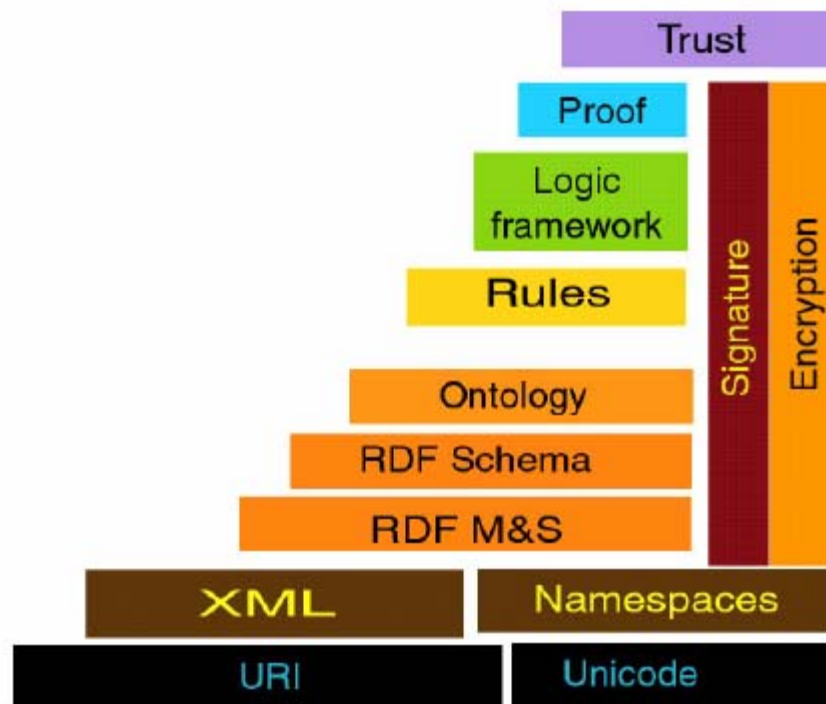 Trust
Proof
Logic
framework
Rules
Ontology
RDF Schema
RDF M&S
Signature
Encryption
XML
Namespaces
URI
Unicode